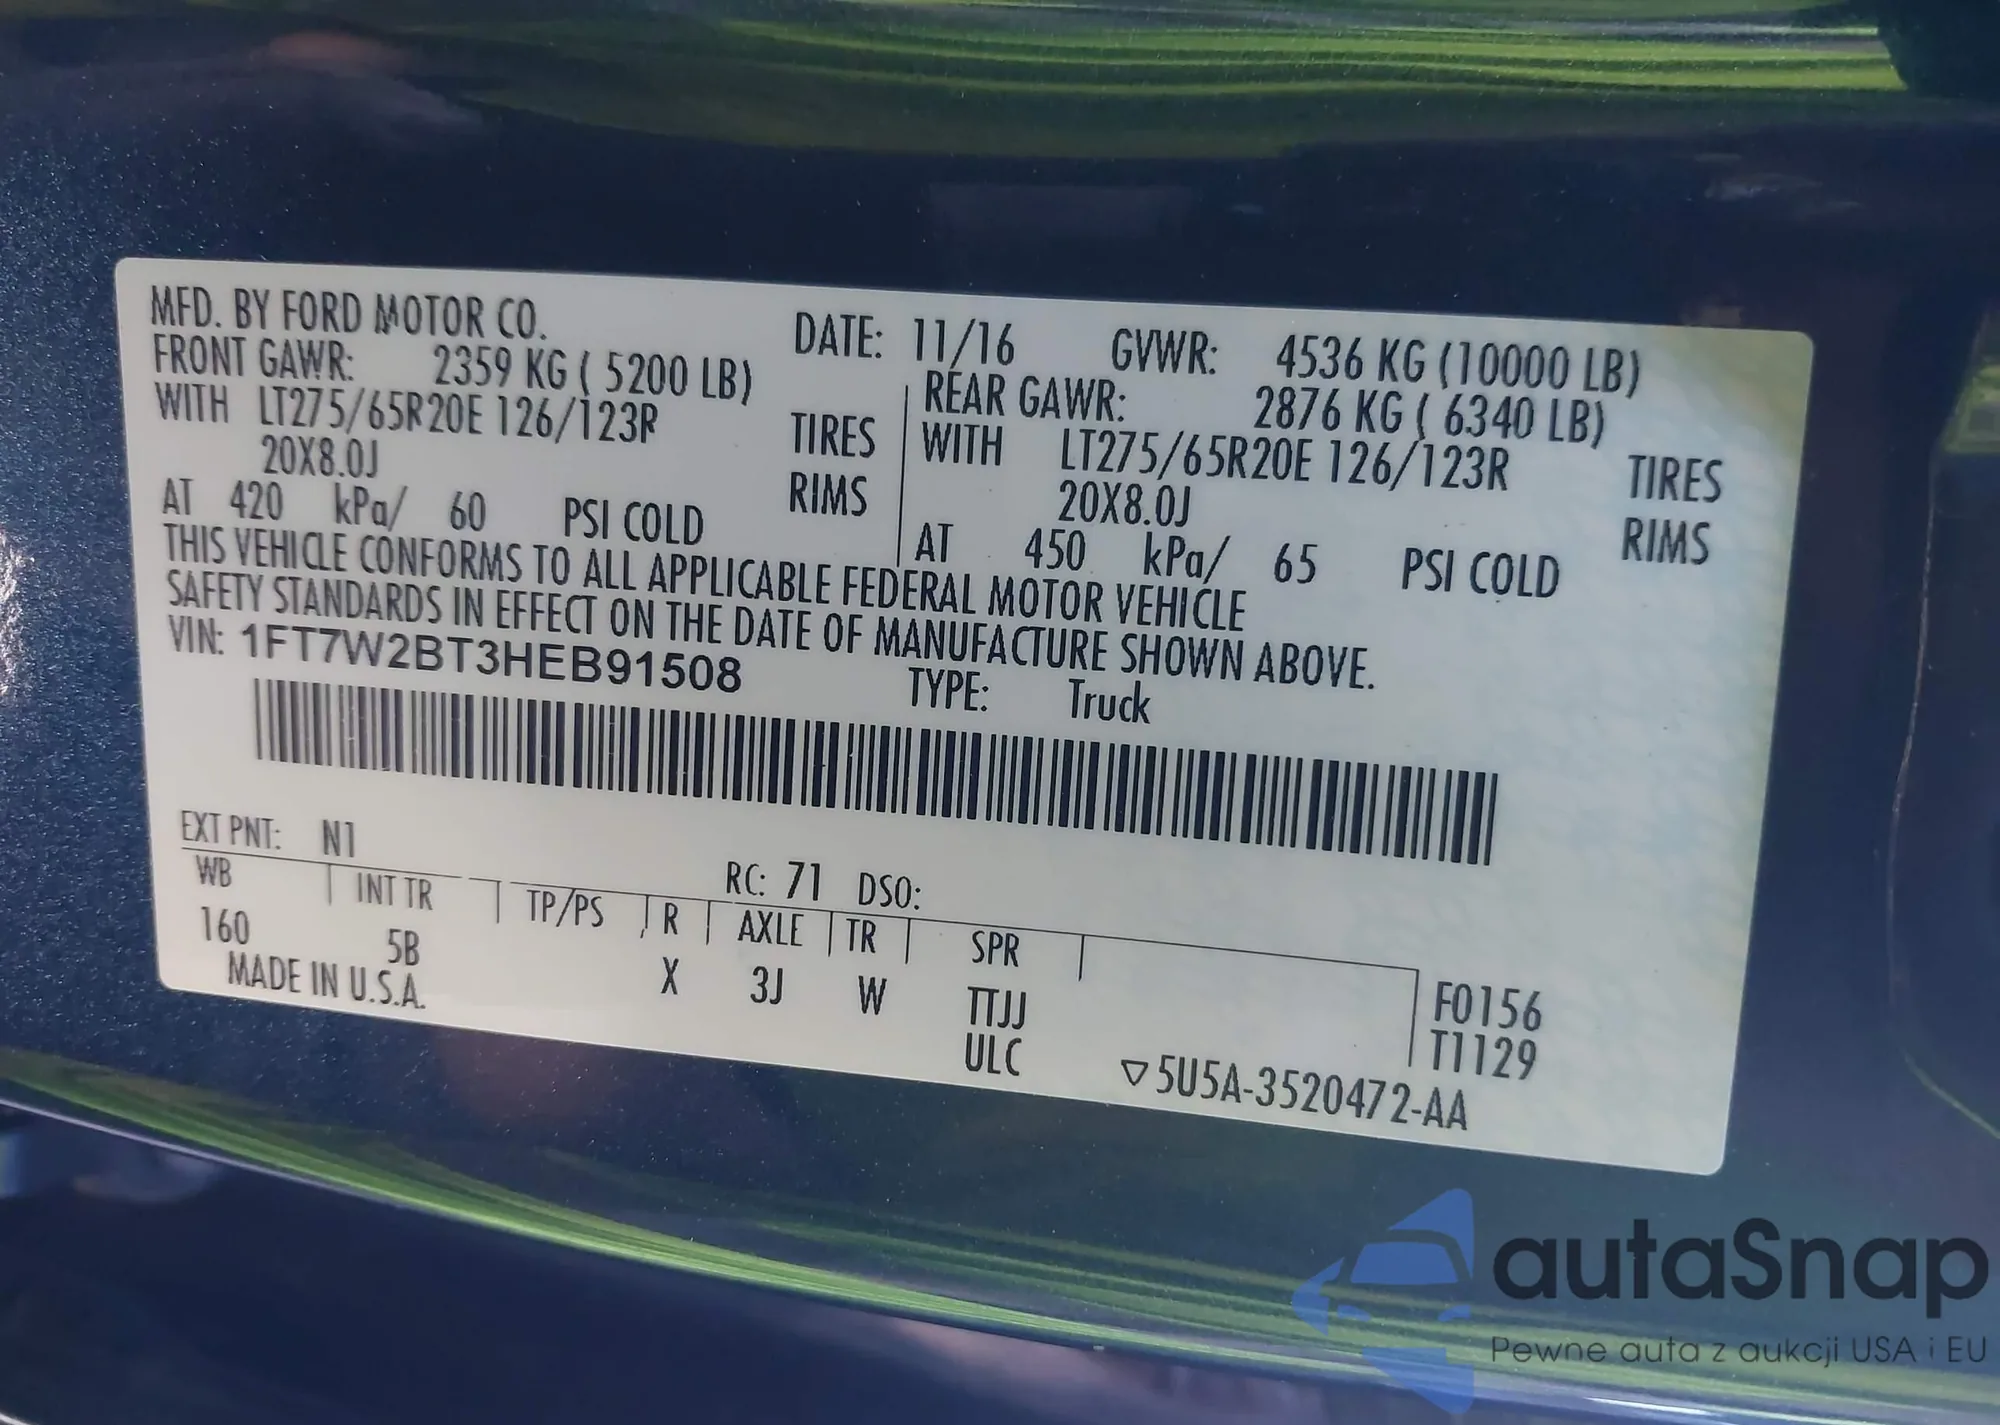 MFD. BY FORD MOTOR CO. DATE: 11/16 GVWR: 4536 KG (10000 LB)
FRONT GAWR: 2359 KG ( 5200 LB) REAR GAWR: 2876 KG ( 6340 LB)
WITH LT275/65R20E 126/123R TIRES WITH LT275/65R20E 126/123R TIRES
20X8.0J RIMS 20X8.0J RIMS
AT 420 kPa/ 60 PSI COLD AT 450 kPa/ 65 PSI COLD
THIS VEHICLE CONFORMS TO ALL APPLICABLE FEDERAL MOTOR VEHICLE
SAFETY STANDARDS IN EFFECT ON THE DATE OF MANUFACTURE SHOWN ABOVE.
VIN: 1FT7W2BT3HEB91508 TYPE: Truck
EXT PNT: N1 RC: 71 DSO:
WB INT TR TP/PS R AXLE TR SPR
160 5B X 3J W TTJJ F0156
MADE IN U.S.A. ULC T1129
▽5U5A-3520472-AA
autaSnap
Pewne auta z aukcji USA i EU